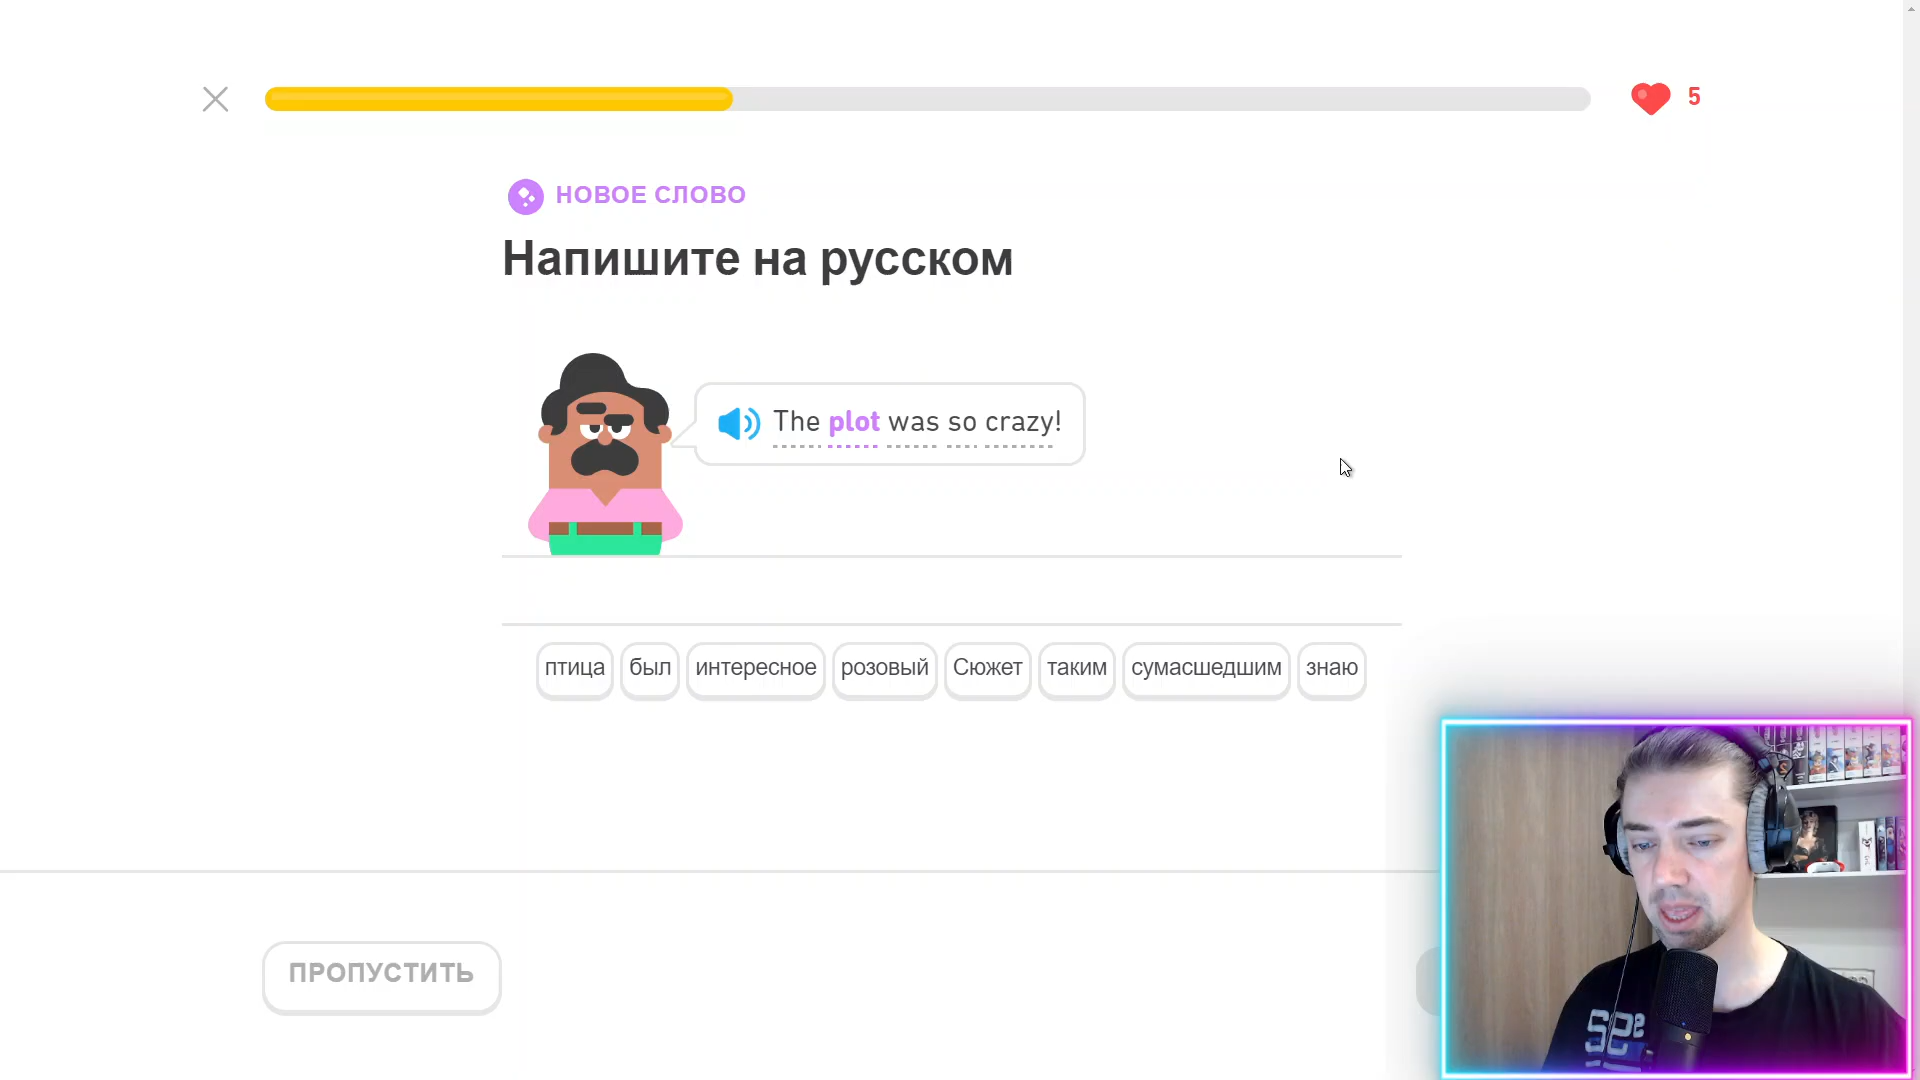 5
НОВОЕ СЛОВО
Напишите на русском
The plot was so crazy!
птица был интересное розовый Сюжет таким сумасшедшим знаю
ПРОПУСТИТЬ